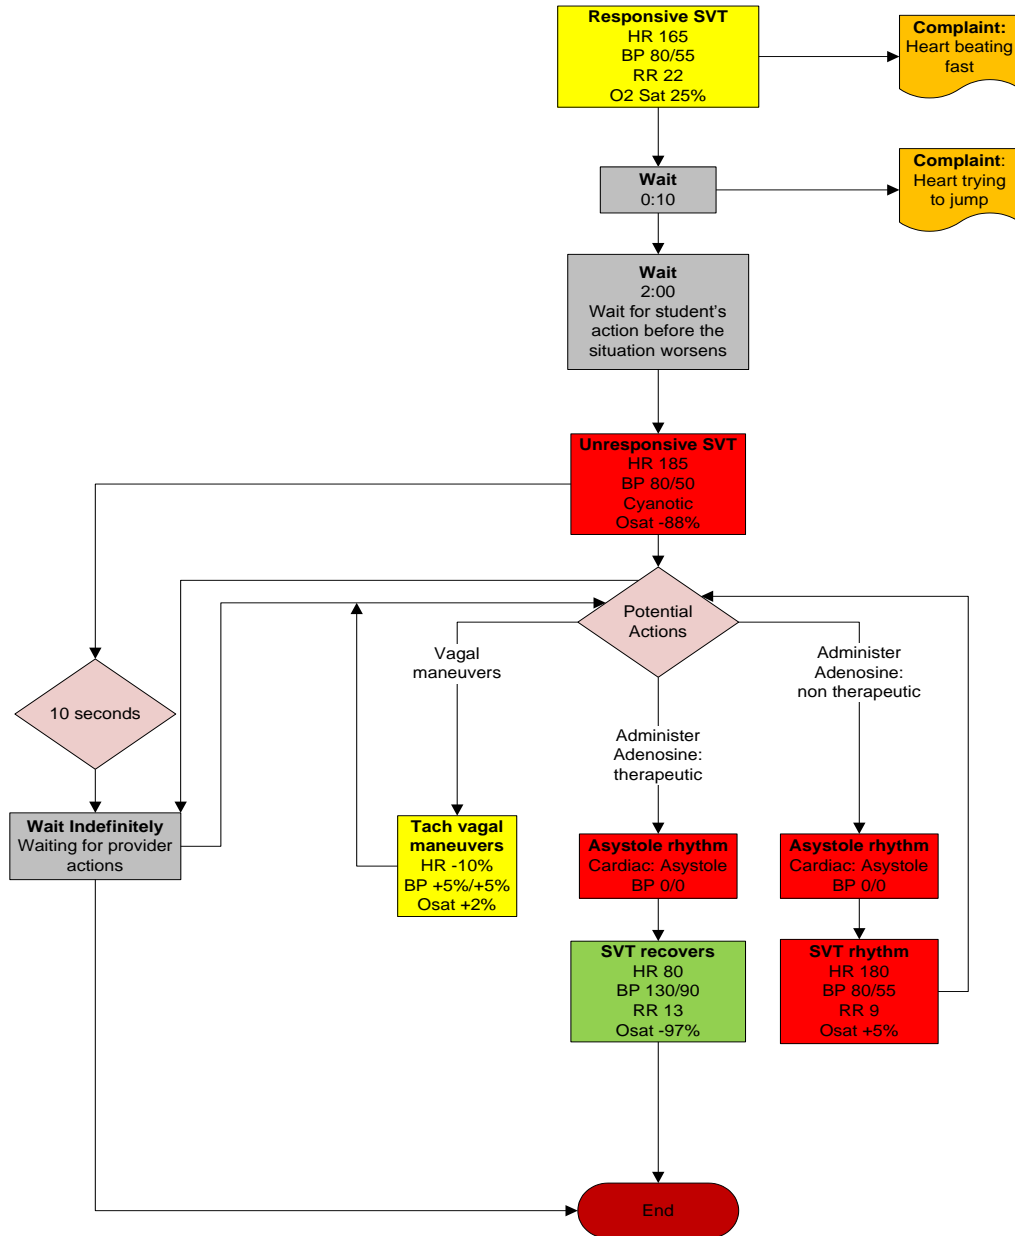 Responsive SVT
HR 165
BP 80/55
RR 22
O2 Sat 25%
Complaint:
Heart beating
fast
Wait
0:10
Complaint:
Heart trying
to jump
Wait
2:00
Wait for student's
action before the
situation worsens
Unresponsive SVT
HR 185
BP 80/50
Cyanotic
Osat -88%
Potential
Actions
Vagal
maneuvers
Administer
Adenosine:
non therapeutic
10 seconds
Administer
Adenosine:
therapeutic
Wait Indefinitely
Waiting for provider
actions
Tach vagal
maneuvers
HR -10%
BP +5%/+5%
Osat +2%
Asystole rhythm
Cardiac: Asystole
BP 0/0
Asystole rhythm
Cardiac: Asystole
BP 0/0
SVT recovers
HR 80
BP 130/90
RR 13
Osat -97%
SVT rhythm
HR 180
BP 80/55
RR 9
Osat +5%
End